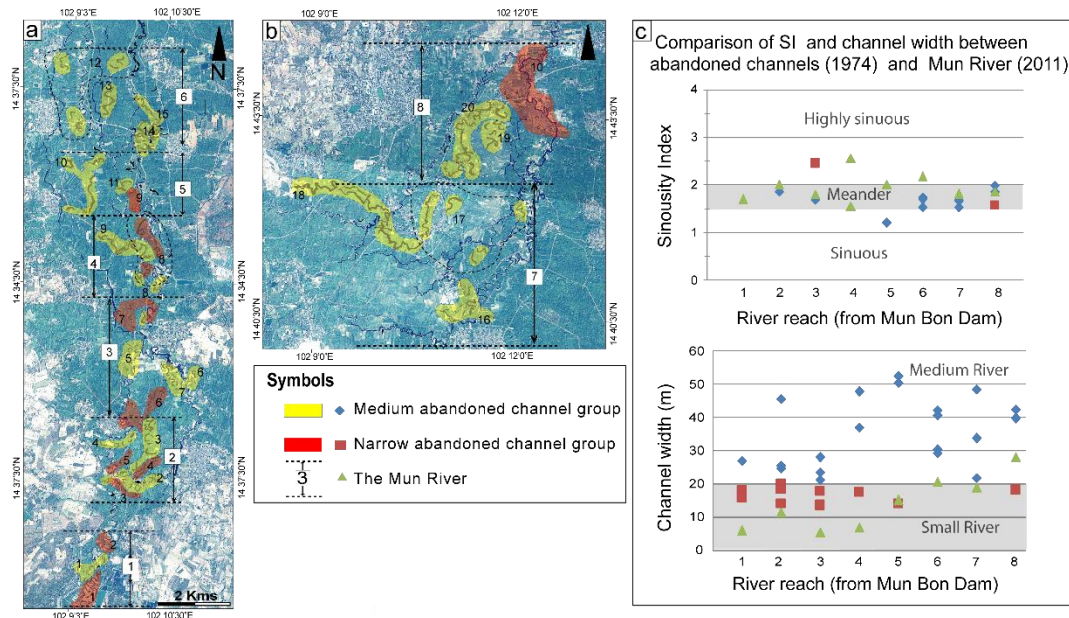 a
102 9'3"E
102 10'30"E
N
14 37'30"N
14 37'30"N
12
13
6
15
14
10
11
5
9
9
4
8
8
14 34'30"N
14 34'30"N
7
3
5
6
7
6
3
4
2
5
4
2
3
14 37'30"N
14 37'30"N
2
1
1
1
2 Kms
102 9'3"E
102 10'30"E
b
102 9'0"E
102 12'0"E
10
8
20
14 43'30"N
14 43'30"N
19
18
17
7
16
14 40'30"N
14 40'30"N
102 9'0"E
102 12'0"E
Symbols
Medium abandoned channel group
Narrow abandoned channel group
3
The Mun River
c
Comparison of SI and channel width between
abandoned channels (1974) and Mun River (2011)
Sinousity Index
4
3
2
1
0
Highly sinuous
Meander
Sinuous
1 2 3 4 5 6 7 8
River reach (from Mun Bon Dam)
Channel width (m)
60
50
40
30
20
10
0
Medium River
Small River
1 2 3 4 5 6 7 8
River reach (from Mun Bon Dam)